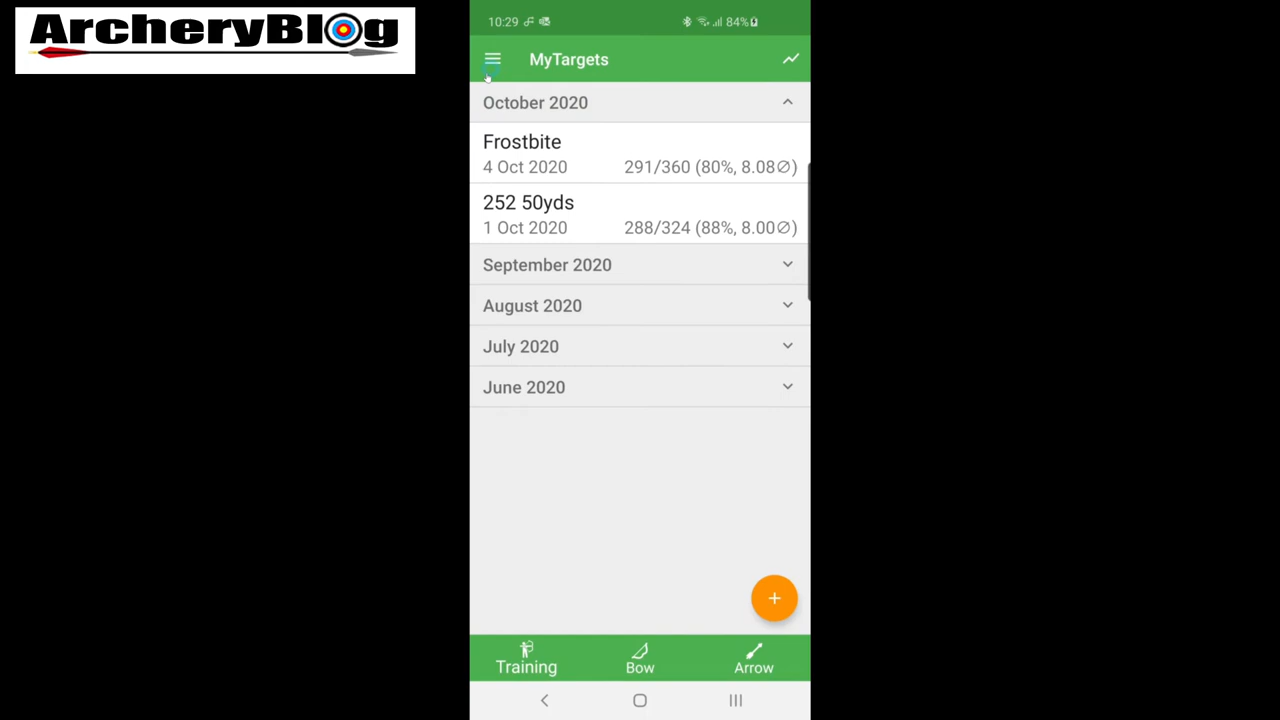 ArcheryBlog
10:29
84%
MyTargets
October 2020
Frostbite
4 Oct 2020 291/360 (80%, 8.08∅)
252 50yds
1 Oct 2020 288/324 (88%, 8.00∅)
September 2020
August 2020
July 2020
June 2020
+
Training Bow Arrow